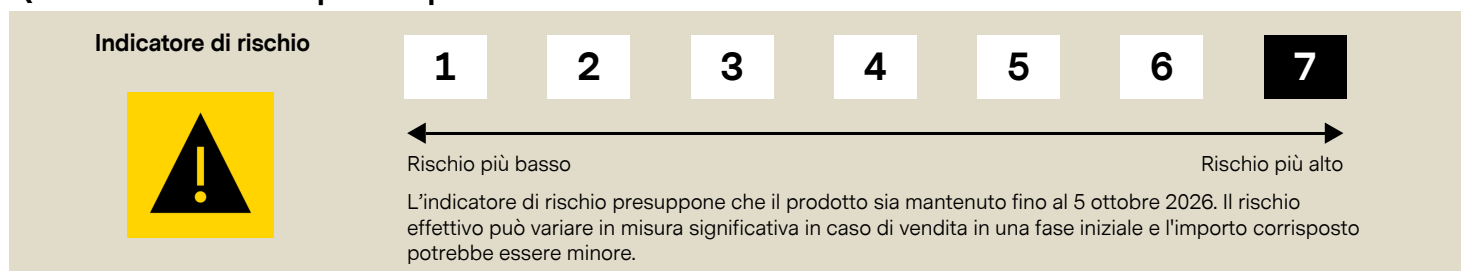 Indicatore di rischio
1 2 3 4 5 6 7
Rischio più basso Rischio più alto
L'indicatore di rischio presuppone che il prodotto sia mantenuto fino al 5 ottobre 2026. Il rischio
effettivo può variare in misura significativa in caso di vendita in una fase iniziale e l'importo corrisposto
potrebbe essere minore.